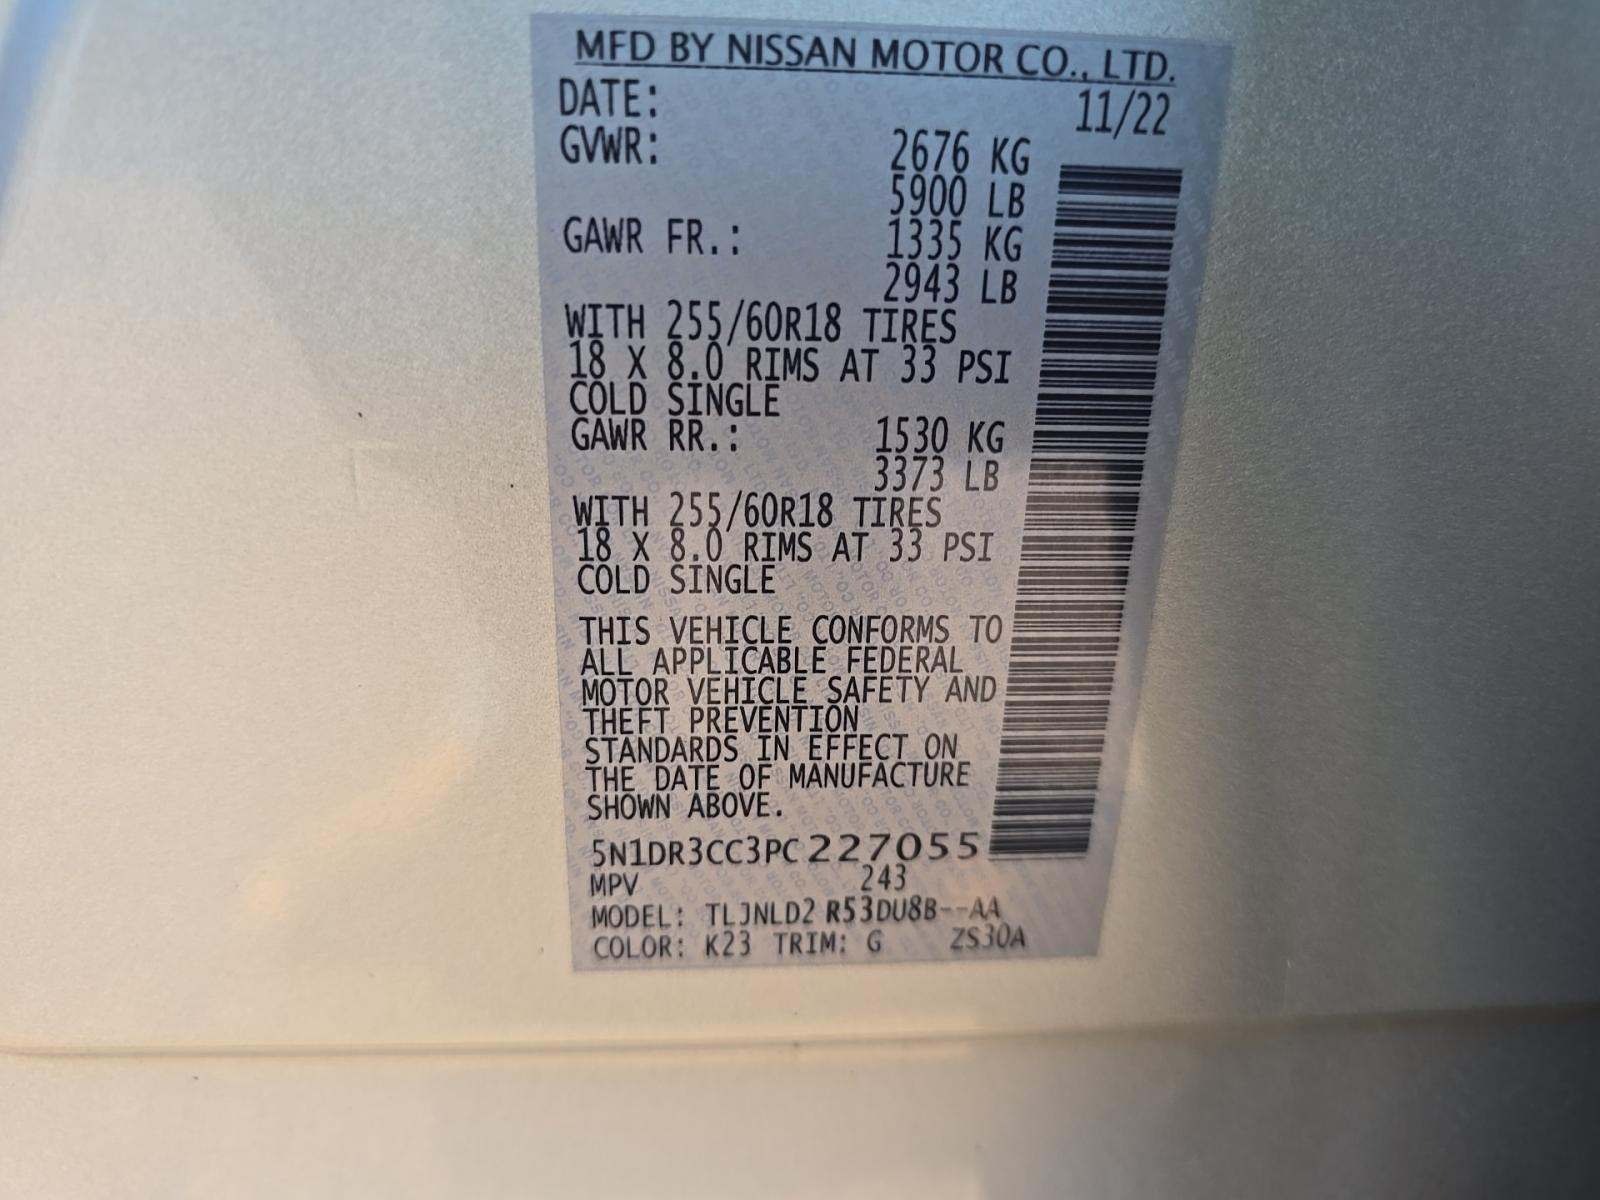 MFD BY NISSAN MOTOR CO., LTD.
DATE: 11/22
GVWR: 2676 KG
5900 LB
GAWR FR.: 1335 KG
2943 LB
WITH 255/60R18 TIRES
18 X 8.0 RIMS AT 33 PSI
COLD SINGLE
GAWR RR.: 1530 KG
3373 LB
WITH 255/60R18 TIRES
18 X 8.0 RIMS AT 33 PSI
COLD SINGLE
THIS VEHICLE CONFORMS TO
ALL APPLICABLE FEDERAL
MOTOR VEHICLE SAFETY AND
THEFT PREVENTION
STANDARDS IN EFFECT ON
THE DATE OF MANUFACTURE
SHOWN ABOVE.
5N1DR3CC3PC227055
MPV 243
MODEL: TLJNLD2 R53DU8B--AA
COLOR: K23 TRIM: G ZS30A